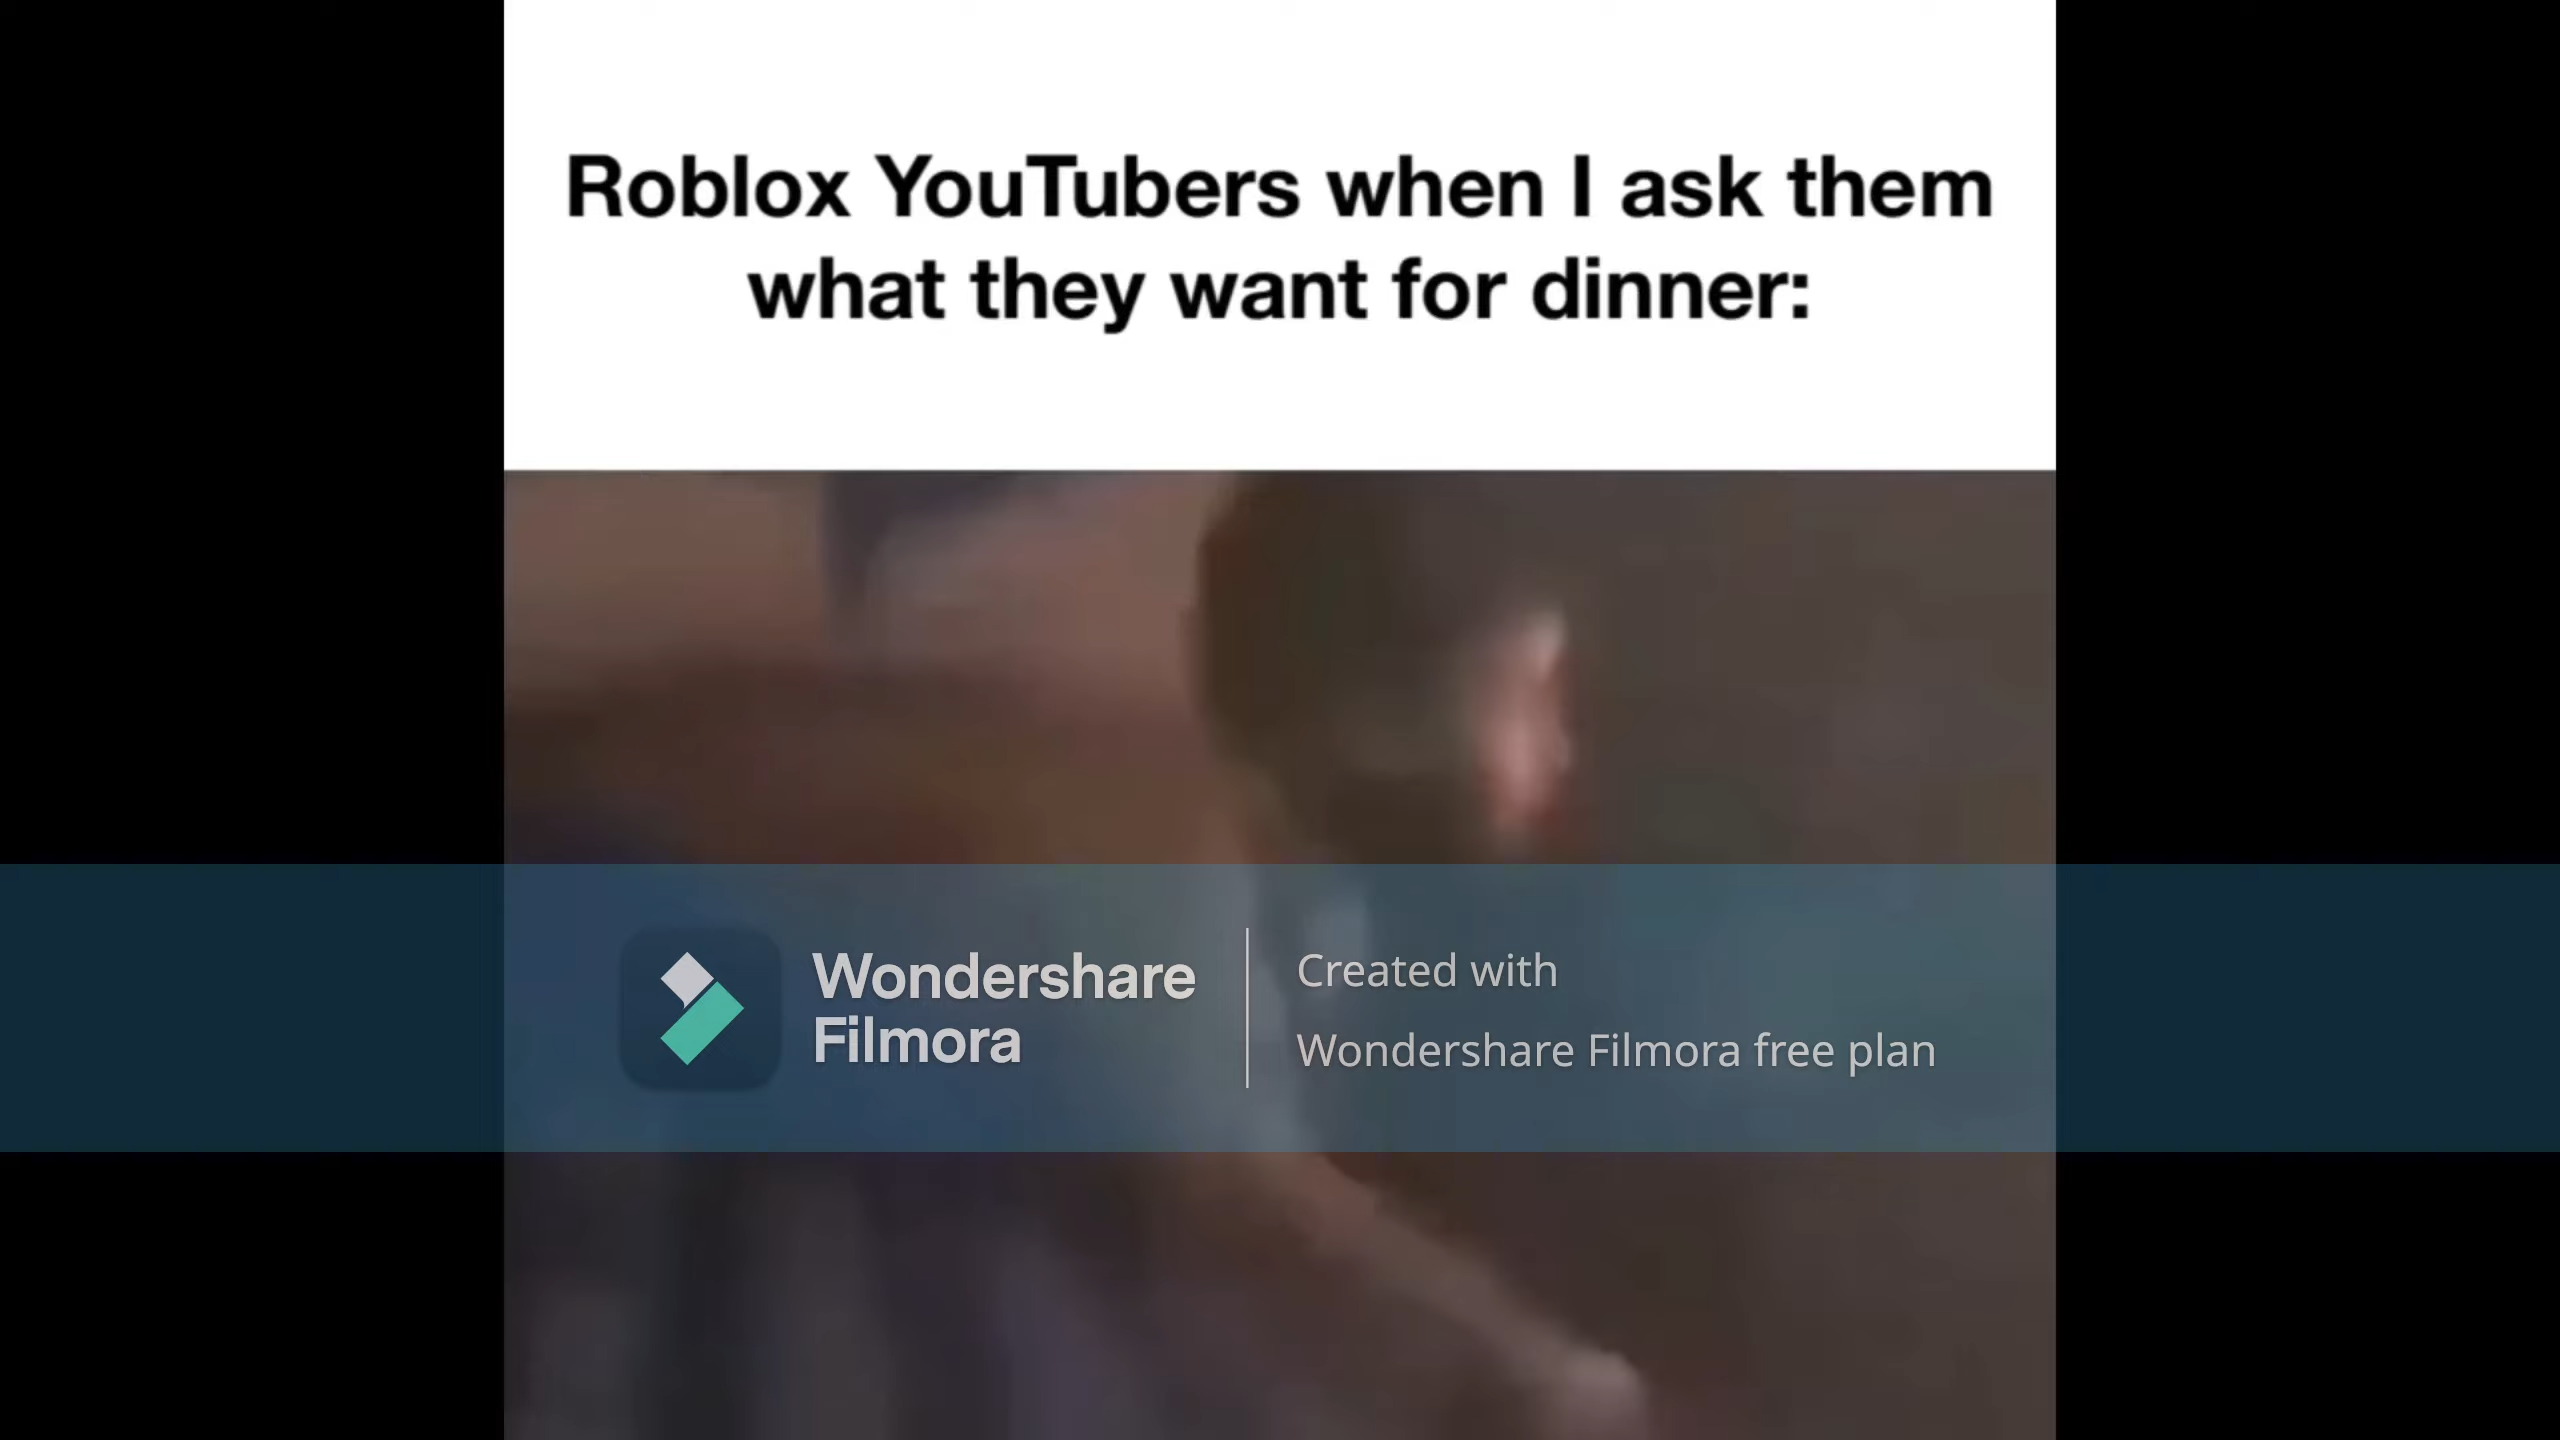 Roblox YouTubers when I ask them
what they want for dinner:
Wondershare
Filmora
Created with
Wondershare Filmora free plan